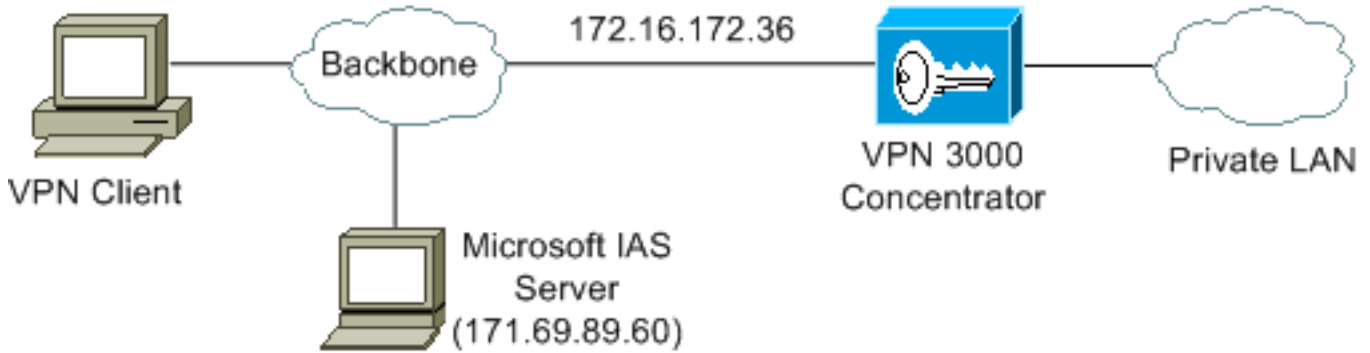 172.16.172.36
Backbone
VPN Client
VPN 3000
Concentrator
Private LAN
Microsoft IAS
Server
(171.69.89.60)